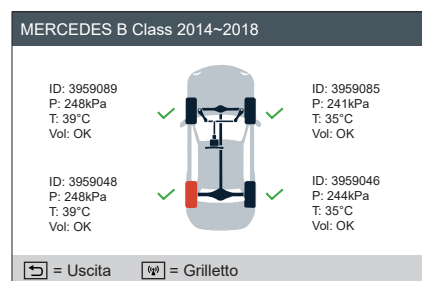 MERCEDES B Class 2014~2018
ID: 3959089
P: 248kPa
T: 39°C
Vol: OK
ID: 3959085
P: 241kPa
T: 35°C
Vol: OK
ID: 3959048
P: 248kPa
T: 39°C
Vol: OK
ID: 3959046
P: 244kPa
T: 35°C
Vol: OK
= Uscita
= Grilletto